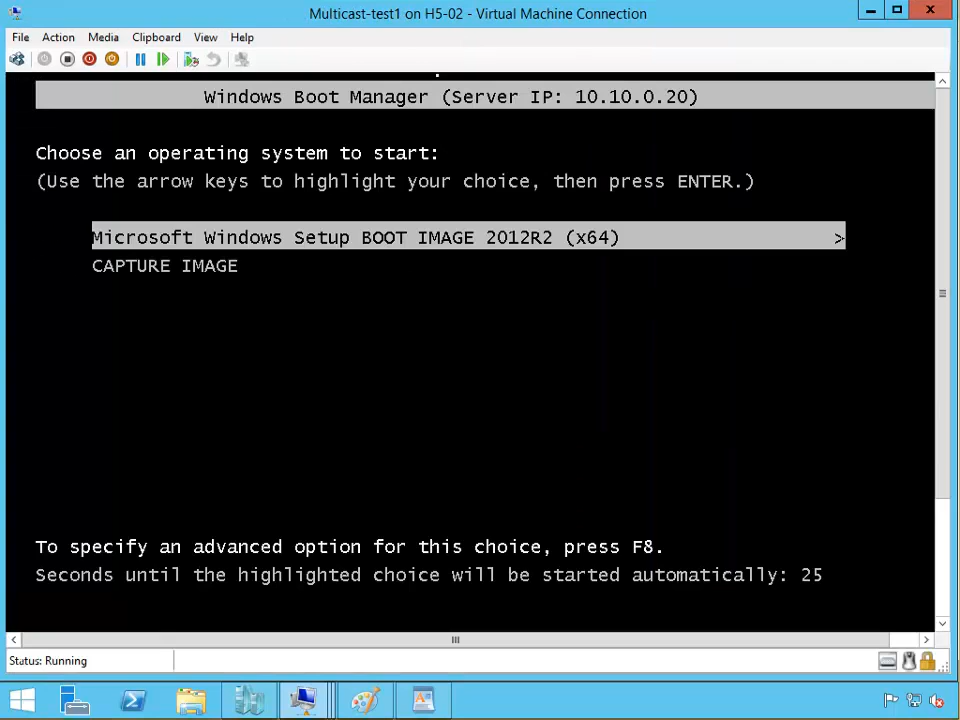 Multicast-test1 on H5-02 - Virtual Machine Connection
File Action Media Clipboard View Help
Windows Boot Manager (Server IP: 10.10.0.20)
Choose an operating system to start:
(Use the arrow keys to highlight your choice, then press ENTER.)
Microsoft Windows Setup BOOT IMAGE 2012R2 (x64) >
CAPTURE IMAGE
To specify an advanced option for this choice, press F8.
Seconds until the highlighted choice will be started automatically: 25
Status: Running